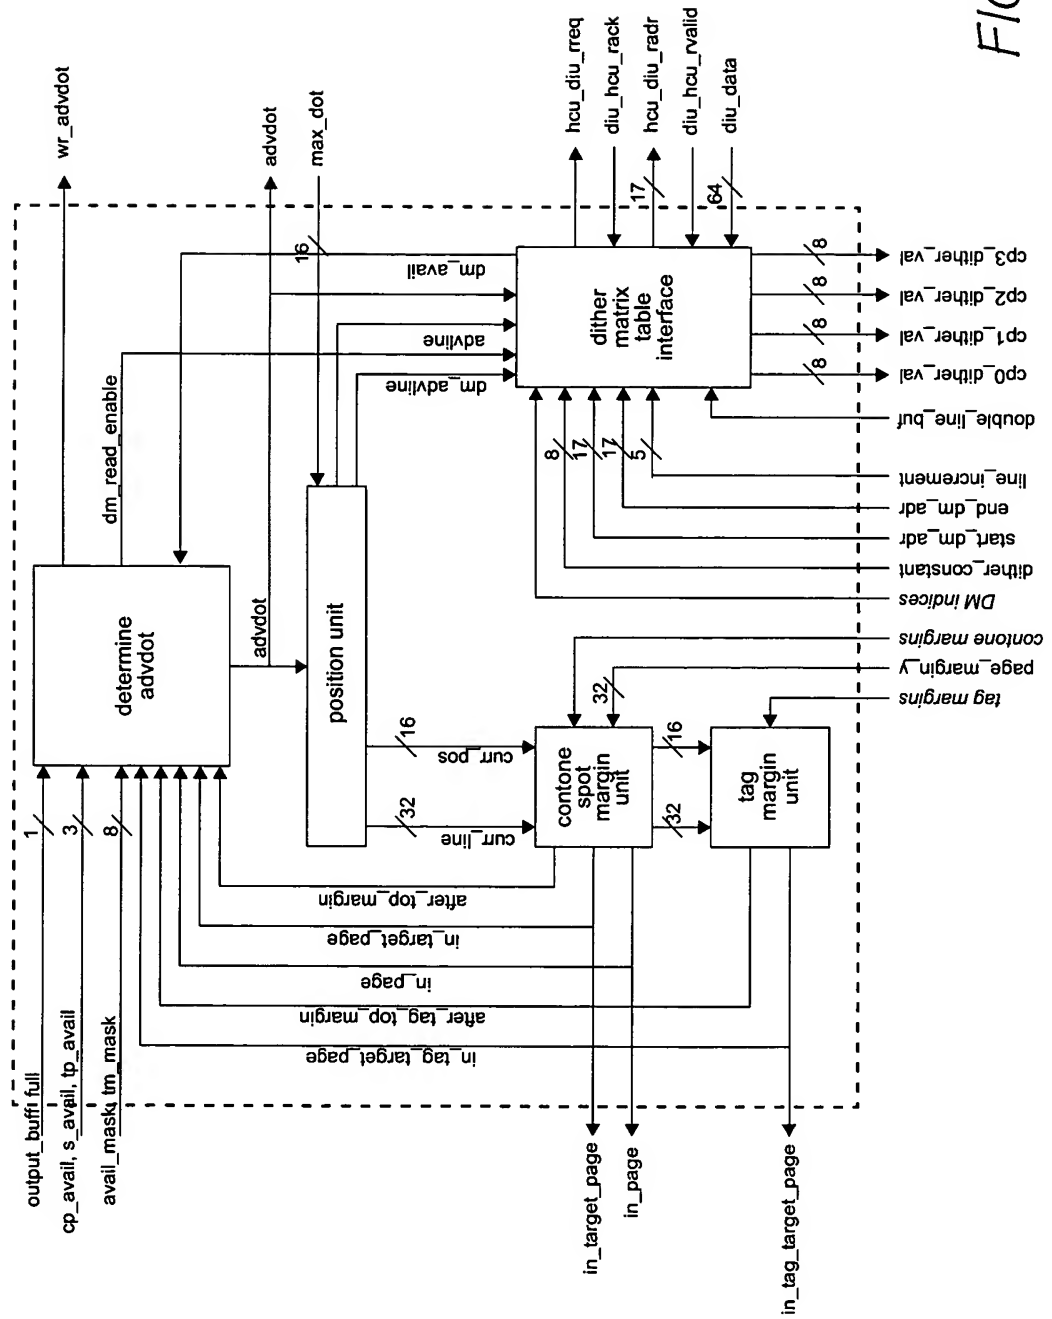 wr_advdot
advdot
max_dot
hcu_diu_rreq
diu_hcu_rack
hcu_diu_radr
17
diu_hcu_rvalid
diu_data
64
16
dm_avail
advline
dm_advline
dm_read_enable
determine
advdot
advdot
position unit
dither
matrix
table
interface
8
cp3_dither_val
8
cp2_dither_val
8
cp1_dither_val
8
cp0_dither_val
double_line_buf
5
line_increment
17
end_dm_adr
17
start_dm_adr
8
dither_constant
DM indices
contone margins
32
page_margin_y
tag margins
16
curr_pos
32
curr_line
contone
spot
margin
unit
16
32
tag
margin
unit
1
3
8
after_top_margin
in_target_page
in_page
after_tag_top_margin
in_tag_target_page
output_buff_full
cp_avail, s_avail, tp_avail
avail_mask, tm_mask
in_target_page
in_page
in_tag_target_page